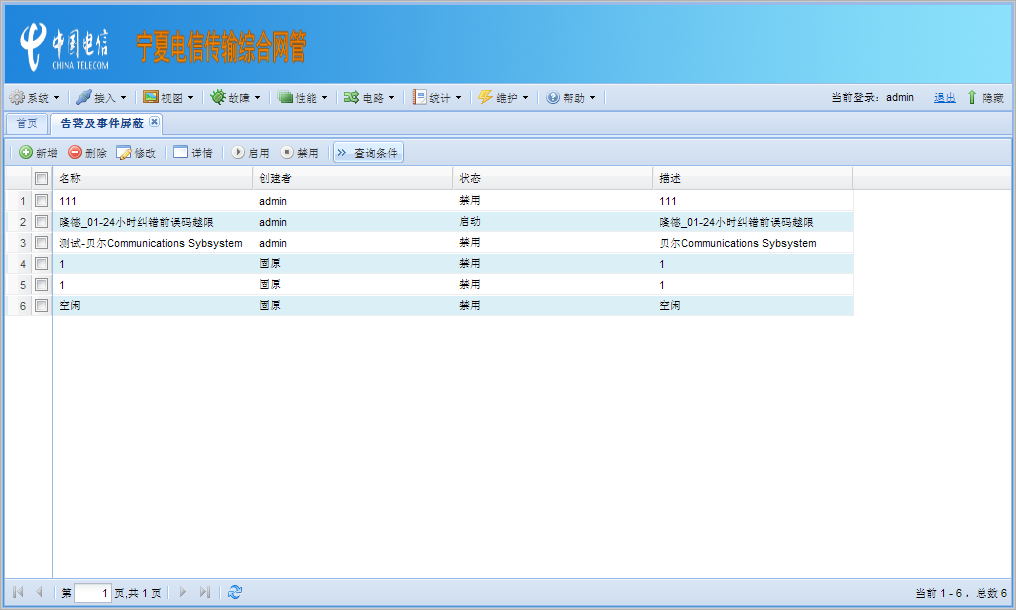 中国电信
CHINA TELECOM
宁夏电信传输综合网管
系统 接入 视图 故障 性能 电路 统计 维护 帮助 当前登录: admin 退出 隐藏
首页 告警及事件屏蔽
新增 删除 修改 详情 启用 禁用 查询条件
名称 创建者 状态 描述
1 111 admin 禁用 111
2 隆德_01-24小时纠错前误码越限 admin 启动 隆德_01-24小时纠错前误码越限
3 测试-贝尔Communications Sybsystem admin 禁用 贝尔Communications Sybsystem
4 1 固原 禁用 1
5 1 固原 禁用 1
6 空闲 固原 禁用 空闲
第 1 页,共 1 页 当前 1 - 6 ，总数 6